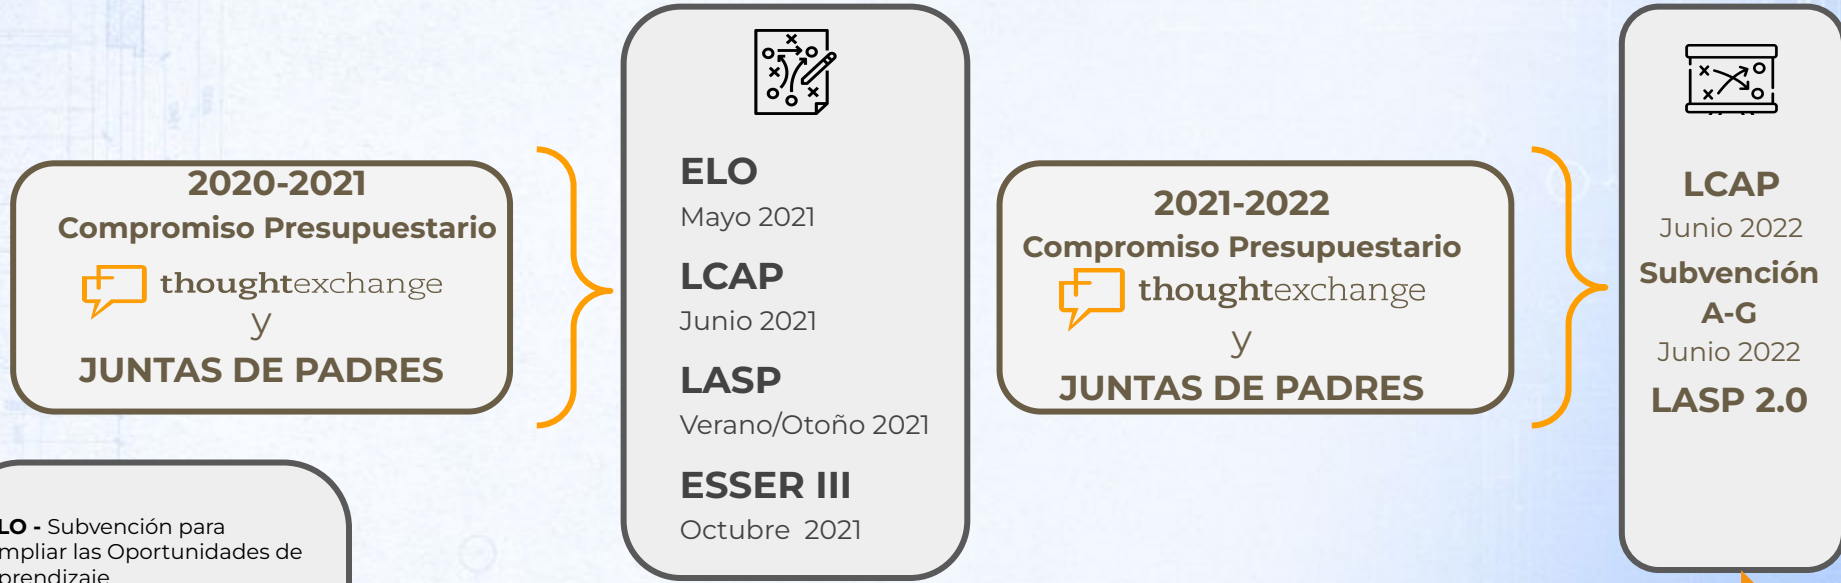 2020-2021
Compromiso Presupuestario
thoughtexchange
y
JUNTAS DE PADRES
ELO
Mayo 2021
LCAP
Junio 2021
LASP
Verano/Otoño 2021
ESSER III
Octubre 2021
2021-2022
Compromiso Presupuestario
thoughtexchange
y
JUNTAS DE PADRES
LCAP
Junio 2022
Subvención
A-G
Junio 2022
LASP 2.0
LO - Subvención para
mpliar las Oportunidades de
prendizaje